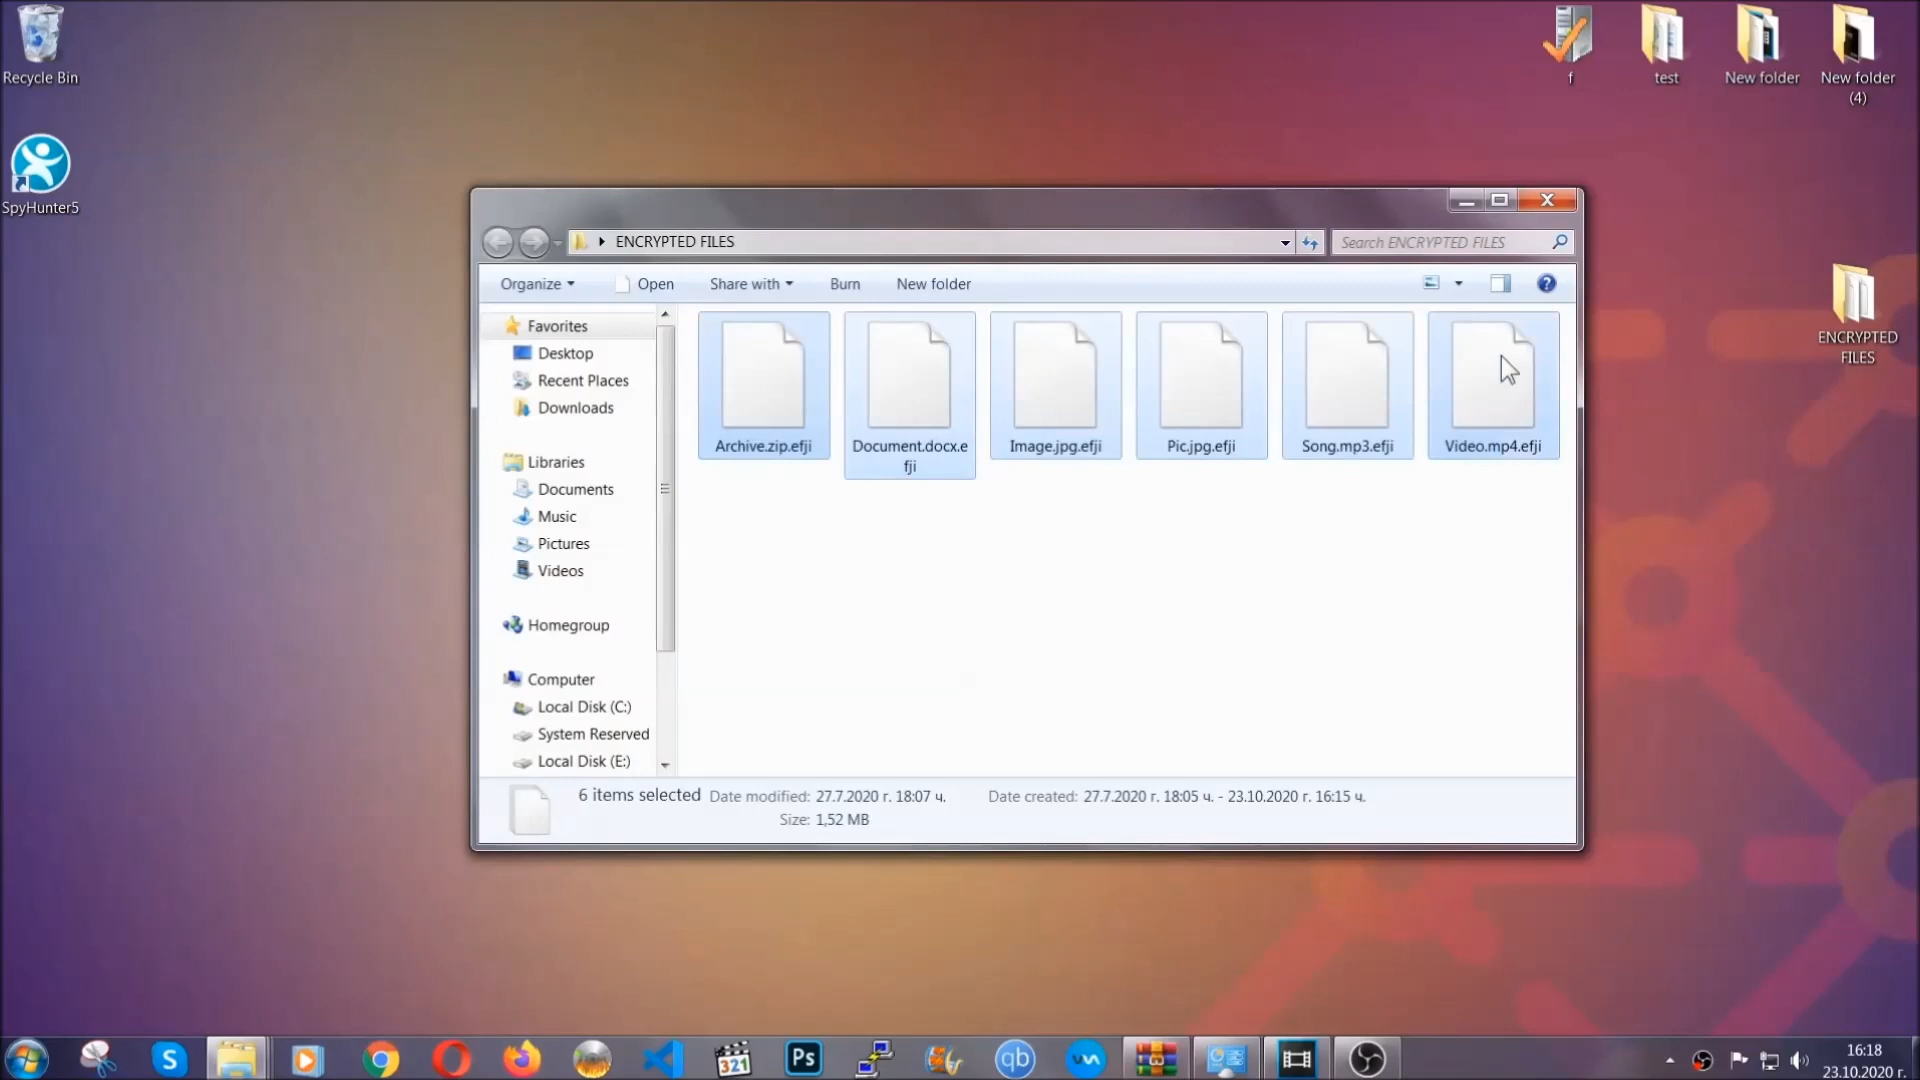 Recycle Bin
SpyHunter5
f
test
New folder
New folder
(4)
ENCRYPTED
FILES
ENCRYPTED FILES
Search ENCRYPTED FILES
Organize
Open
Share with
Burn
New folder
Favorites
Desktop
Recent Places
Downloads
Libraries
Documents
Music
Pictures
Videos
Homegroup
Computer
Local Disk (C:)
System Reserved
Local Disk (E:)
Archive.zip.efji
Document.docx.e
fji
Image.jpg.efji
Pic.jpg.efji
Song.mp3.efji
Video.mp4.efji
6 items selected Date modified: 27.7.2020 г. 18:07 ч. Date created: 27.7.2020 г. 18:05 ч. - 23.10.2020 г. 16:15 ч.
Size: 1,52 MB
S
321
Ps
qb
16:18
23.10.2020 г.